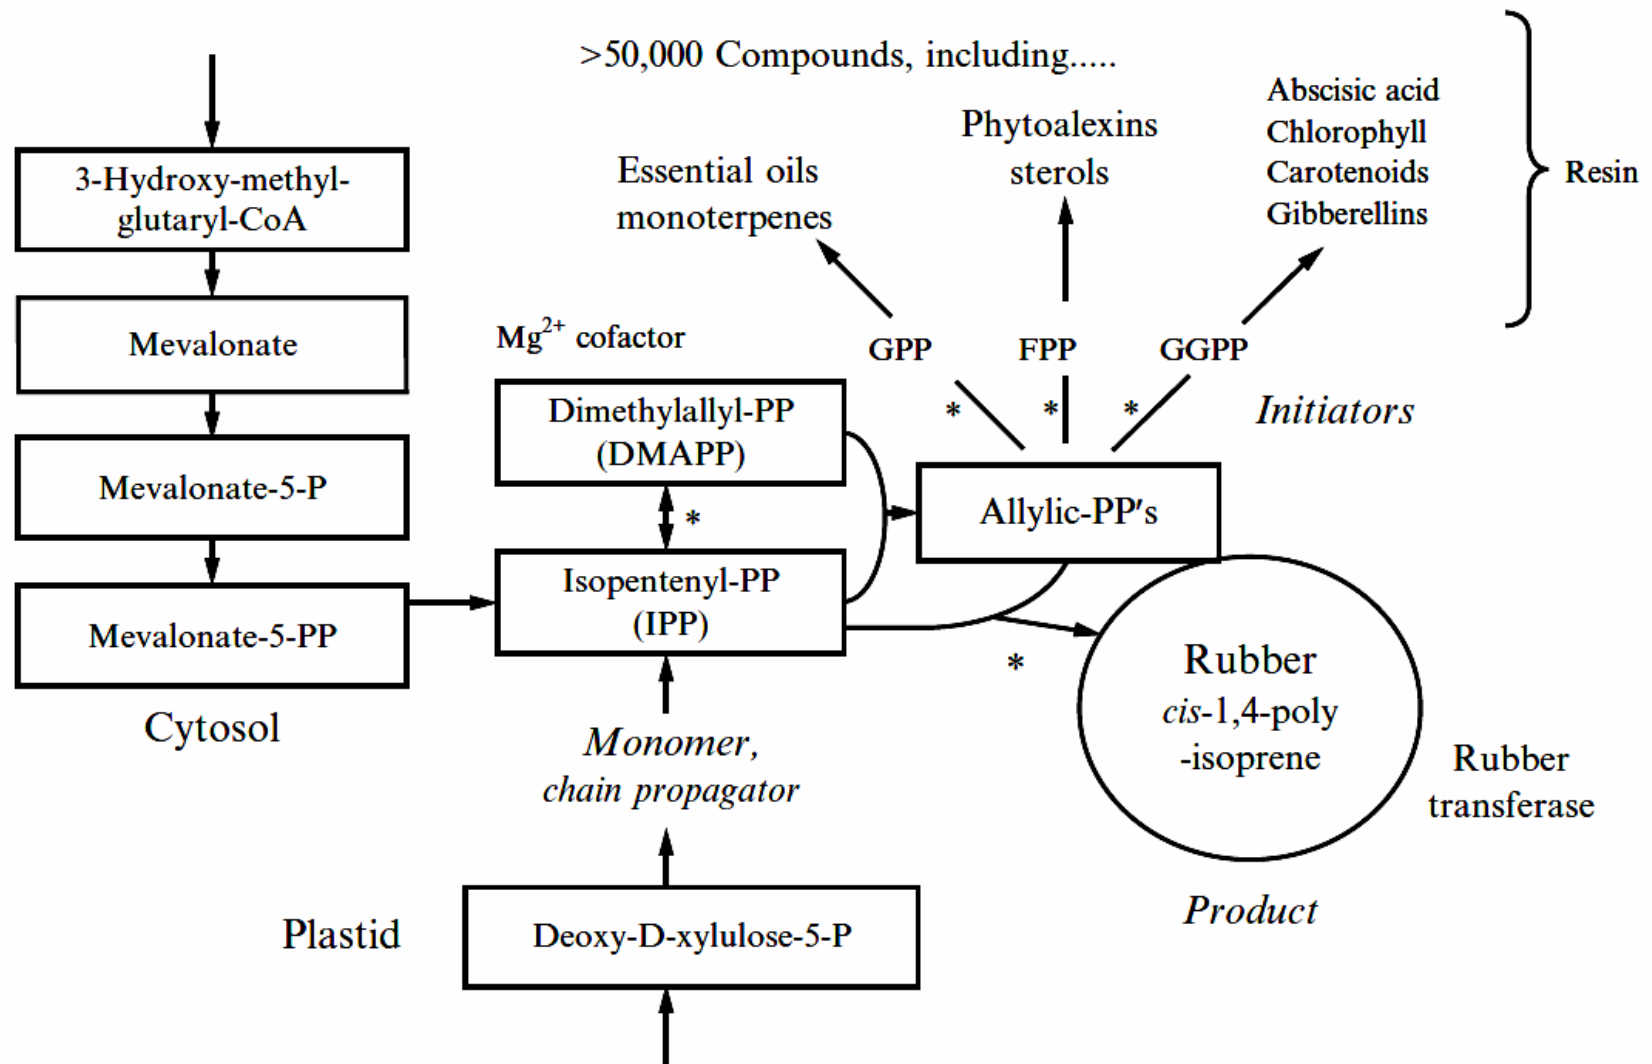 >50,000 Compounds, including.....
3-Hydroxy-methyl-
glutaryl-CoA
Mevalonate
Mevalonate-5-P
Mevalonate-5-PP
Cytosol
Essential oils
monoterpenes
Phytoalexins
sterols
Abscisic acid
Chlorophyll
Carotenoids
Gibberellins
Resin
Mg²⁺ cofactor
GPP
FPP
GGPP
*
*
*
Initiators
Dimethylallyl-PP
(DMAPP)
*
Isopentenyl-PP
(IPP)
Allylic-PP's
*
Rubber
cis-1,4-poly
-isoprene
Rubber
transferase
Product
Monomer,
chain propagator
Plastid
Deoxy-D-xylulose-5-P